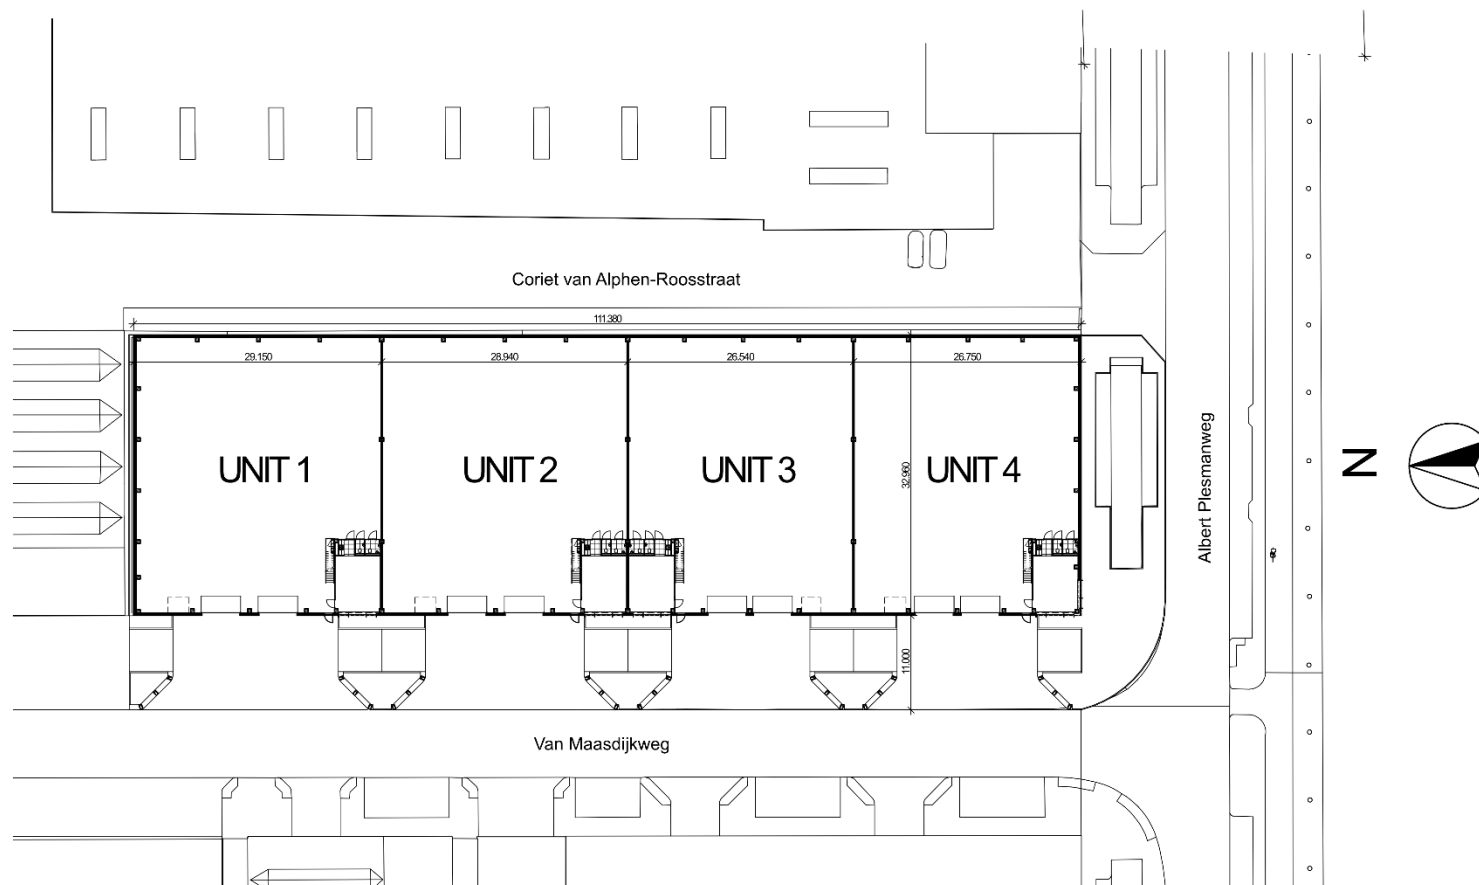 Coriet van Alphen-Roosstraat
111.380
29.150
28.940
26.540
26.750
UNIT 1
UNIT 2
UNIT 3
UNIT 4
32.960
11.000
Albert Plesmanweg
N
Van Maasdijkweg